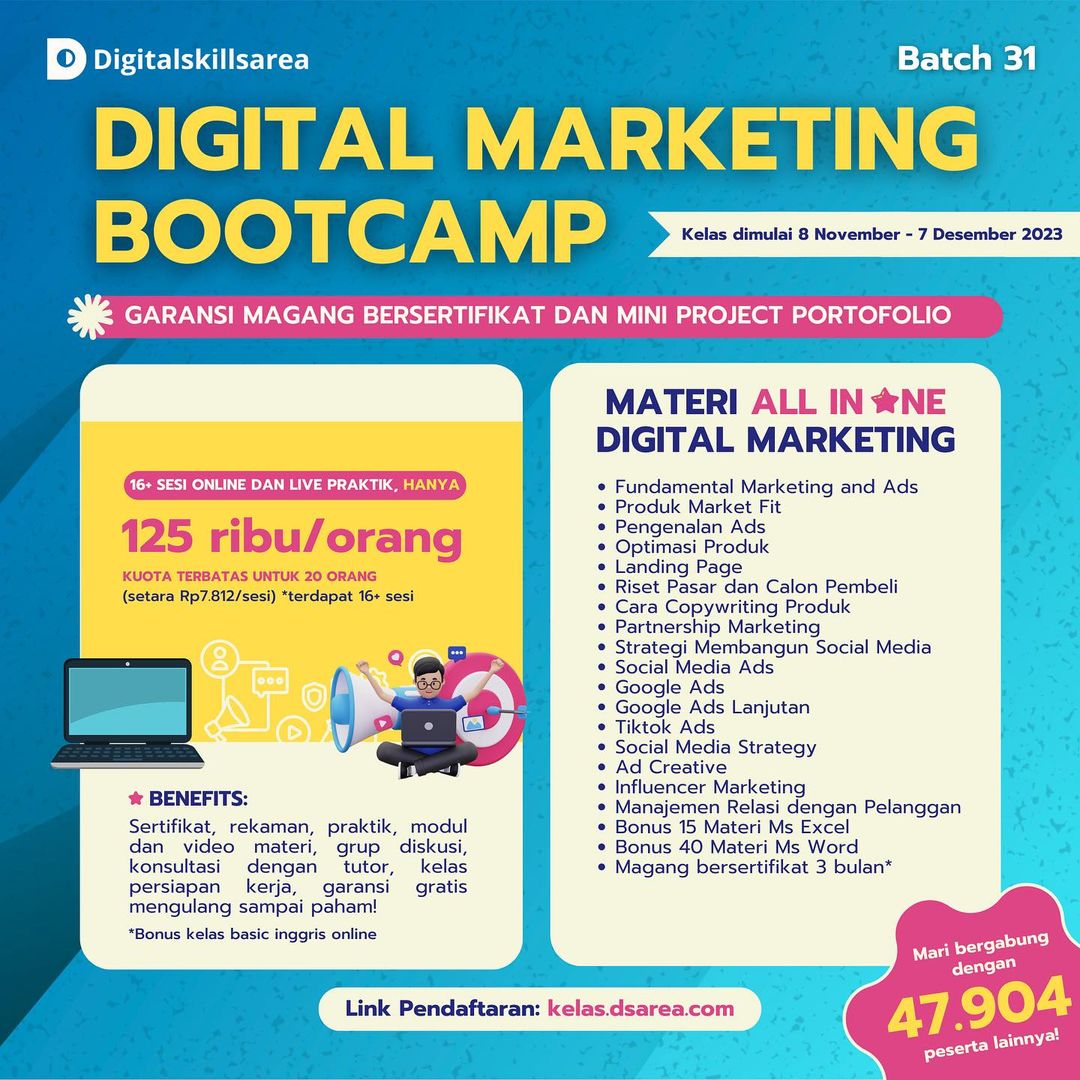 Digitalskillsarea
Batch 31
DIGITAL MARKETING
BOOTCAMP
Kelas dimulai 8 November - 7 Desember 2023
GARANSI MAGANG BERSERTIFIKAT DAN MINI PROJECT PORTOFOLIO
16+ SESI ONLINE DAN LIVE PRAKTIK, HANYA
125 ribu/orang
KUOTA TERBATAS UNTUK 20 ORANG
(setara Rp7.812/sesi) *terdapat 16+ sesi
BENEFITS:
Sertifikat, rekaman, praktik, modul
dan video materi, grup diskusi,
konsultasi dengan tutor, kelas
persiapan kerja, garansi gratis
mengulang sampai paham!
*Bonus kelas basic inggris online
MATERI ALL IN ★NE
DIGITAL MARKETING
• Fundamental Marketing and Ads
• Produk Market Fit
• Pengenalan Ads
• Optimasi Produk
• Landing Page
• Riset Pasar dan Calon Pembeli
• Cara Copywriting Produk
• Partnership Marketing
• Strategi Membangun Social Media
• Social Media Ads
• Google Ads
• Google Ads Lanjutan
• Tiktok Ads
• Social Media Strategy
• Ad Creative
• Influencer Marketing
• Manajemen Relasi dengan Pelanggan
• Bonus 15 Materi Ms Excel
• Bonus 40 Materi Ms Word
• Magang bersertifikat 3 bulan*
Mari bergabung
dengan
47.904
peserta lainnya!
Link Pendaftaran: kelas.dsarea.com